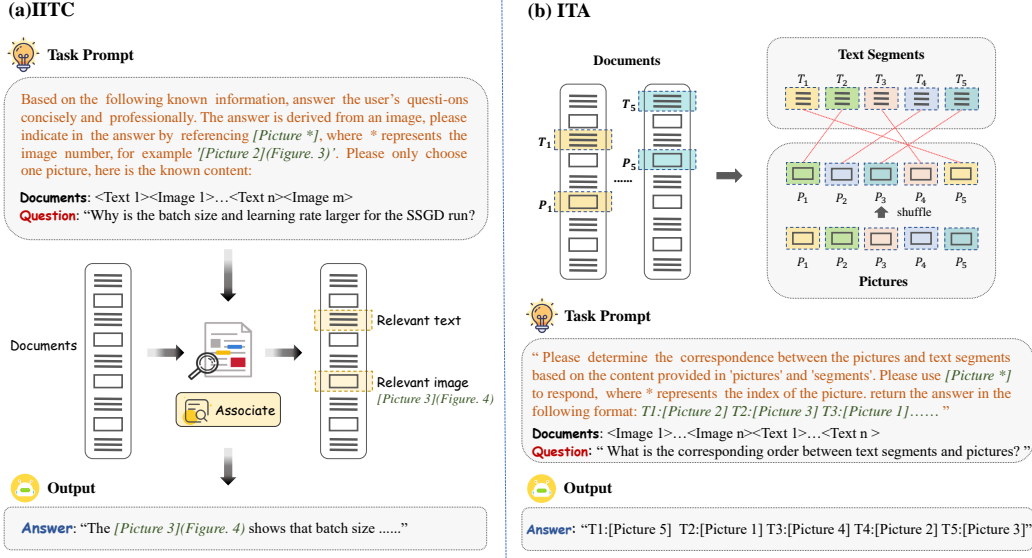 (a)IITC
Task Prompt
Based on the following known information, answer the user's questi-ons
concisely and professionally. The answer is derived from an image, please
indicate in the answer by referencing [Picture *], where * represents the
image number, for example '[Picture 2](Figure. 3)'. Please only choose
one picture, here is the known content:
Documents: <Text 1><Image 1>…<Text n><Image m>
Question: “Why is the batch size and learning rate larger for the SSGD run?
Documents
Associate
Relevant text
Relevant image
[Picture 3](Figure. 4)
Output
Answer: “The [Picture 3](Figure. 4) shows that batch size ......”
(b) ITA
Documents
T5
T1
P5
......
P1
Text Segments
T1 T2 T3 T4 T5
P1 P2 P3 P4 P5
shuffle
P1 P2 P3 P4 P5
Pictures
Task Prompt
“ Please determine the correspondence between the pictures and text segments
based on the content provided in 'pictures' and 'segments'. Please use [Picture *]
to respond, where * represents the index of the picture. return the answer in the
following format: T1:[Picture 2] T2:[Picture 3] T3:[Picture 1]…… ”
Documents: <Image 1>…<Image n><Text 1>…<Text n >
Question: “ What is the corresponding order between text segments and pictures? ”
Output
Answer: “T1:[Picture 5] T2:[Picture 1] T3:[Picture 4] T4:[Picture 2] T5:[Picture 3]”